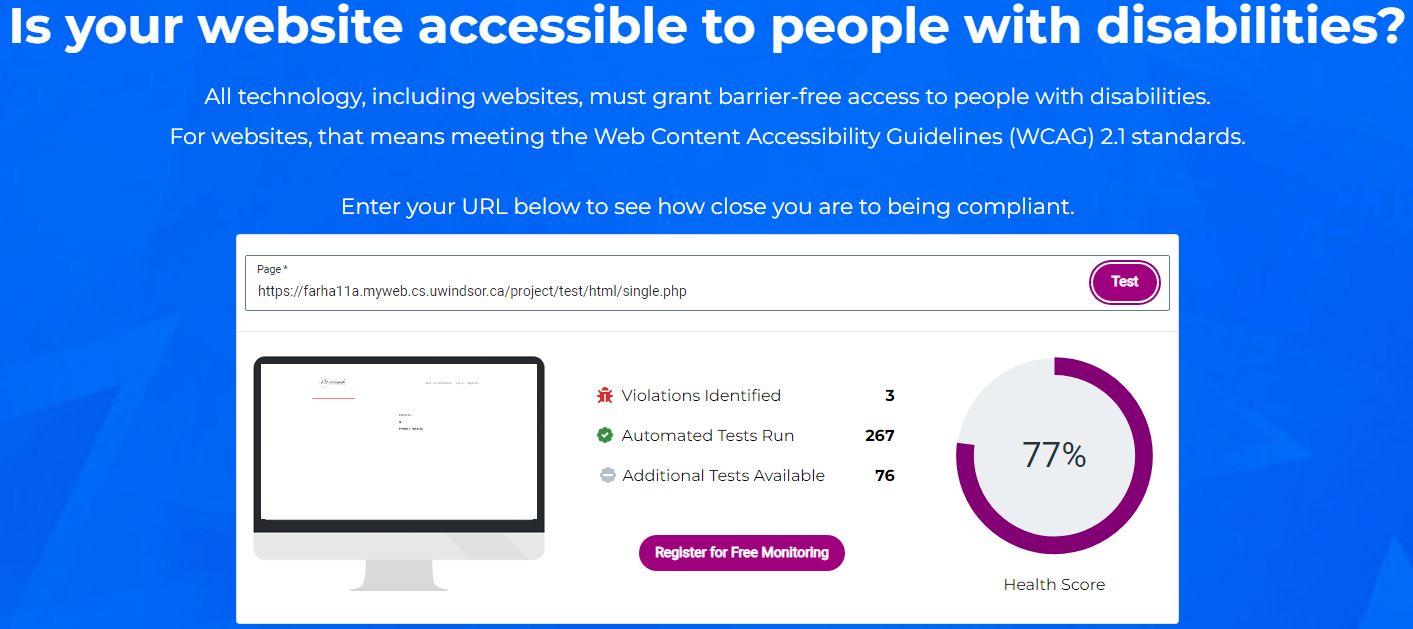 Is your website accessible to people with disabilities?
All technology, including websites, must grant barrier-free access to people with disabilities.
For websites, that means meeting the Web Content Accessibility Guidelines (WCAG) 2.1 standards.
Enter your URL below to see how close you are to being compliant.
Page *
https://farha11a.myweb.cs.uwindsor.ca/project/test/html/single.php
Test
Violations Identified 3
Automated Tests Run 267
Additional Tests Available 76
Register for Free Monitoring
77%
Health Score